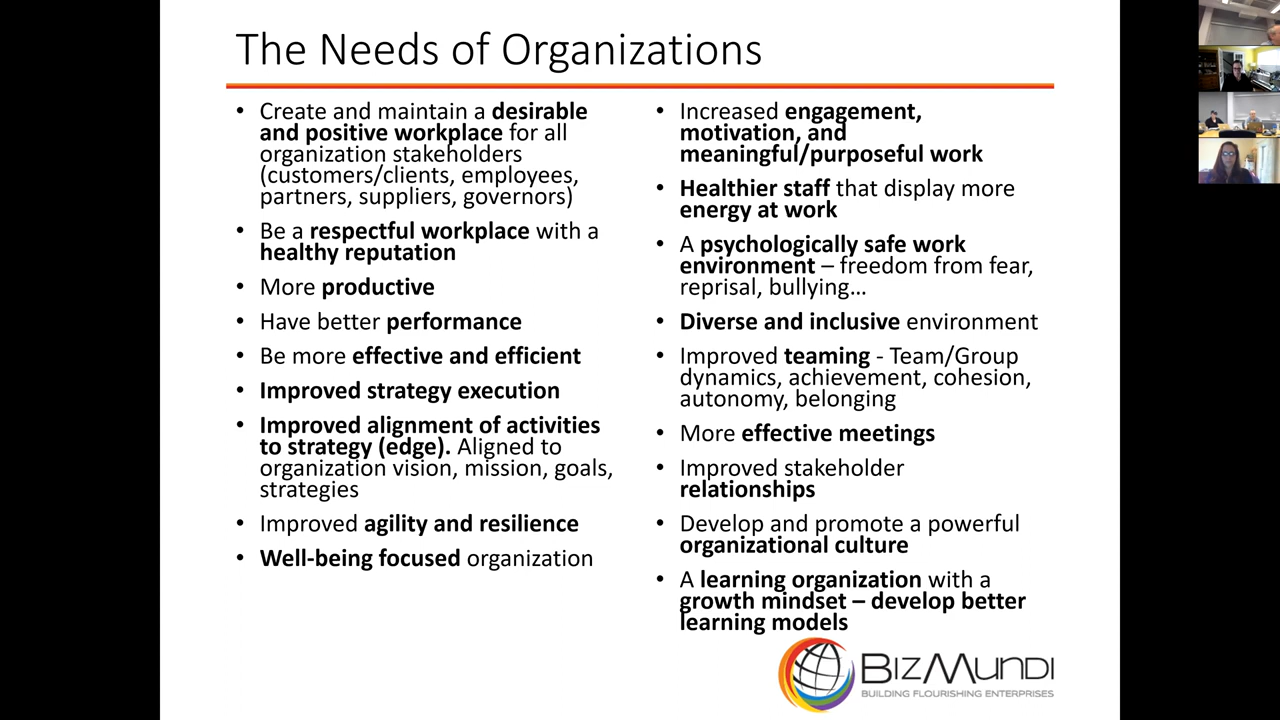 The Needs of Organizations
• Create and maintain a desirable
and positive workplace for all
organization stakeholders
(customers/clients, employees,
partners, suppliers, governors)
• Be a respectful workplace with a
healthy reputation
• More productive
• Have better performance
• Be more effective and efficient
• Improved strategy execution
• Improved alignment of activities
to strategy (edge). Aligned to
organization vision, mission, goals,
strategies
• Improved agility and resilience
• Well-being focused organization
• Increased engagement,
motivation, and
meaningful/purposeful work
• Healthier staff that display more
energy at work
• A psychologically safe work
environment – freedom from fear,
reprisal, bullying...
• Diverse and inclusive environment
• Improved teaming - Team/Group
dynamics, achievement, cohesion,
autonomy, belonging
• More effective meetings
• Improved stakeholder
relationships
• Develop and promote a powerful
organizational culture
• A learning organization with a
growth mindset – develop better
learning models
BIZMUNDI
BUILDING FLOURISHING ENTERPRISES